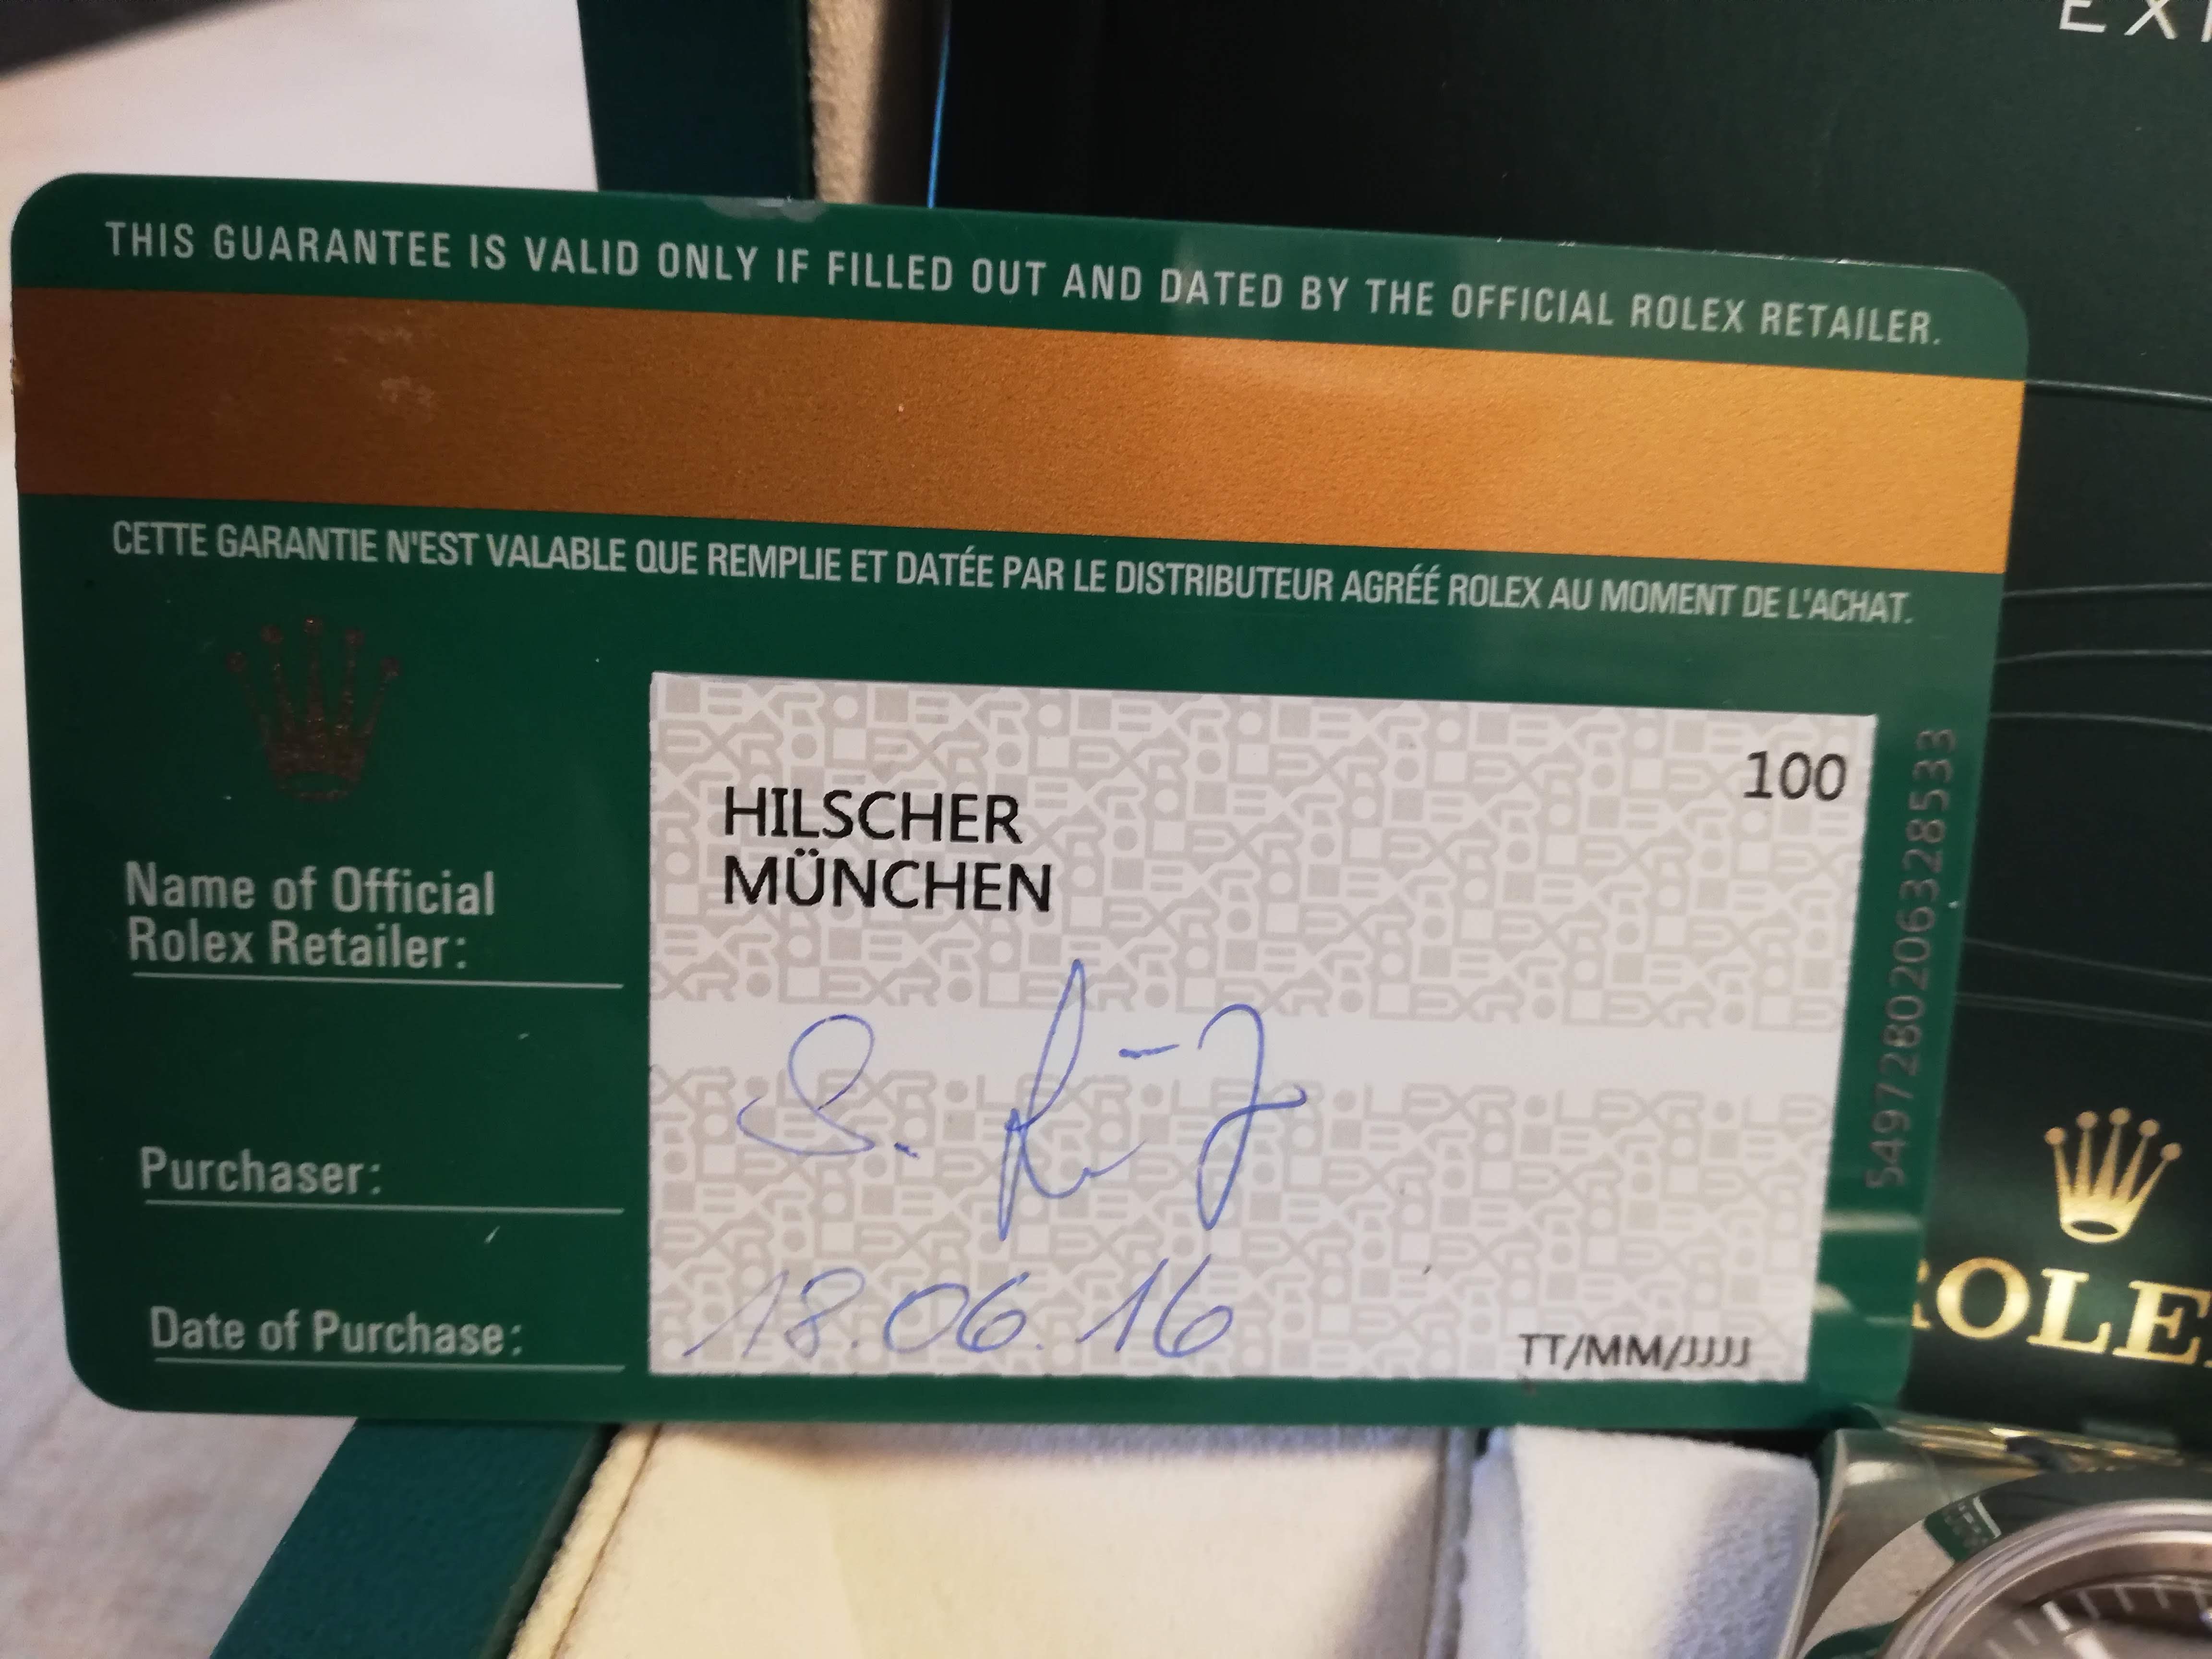 EX
THIS GUARANTEE IS VALID ONLY IF FILLED OUT AND DATED BY THE OFFICIAL ROLEX RETAILER.
CETTE GARANTIE N'EST VALABLE QUE REMPLIE ET DATÉE PAR LE DISTRIBUTEUR AGRÉÉ ROLEX AU MOMENT DE L'ACHAT.
100
HILSCHER
MÜNCHEN
Name of Official
Rolex Retailer:
Purchaser:
Date of Purchase:
18.06.16
TT/MM/JJJJ
5497280206328533
ROLE